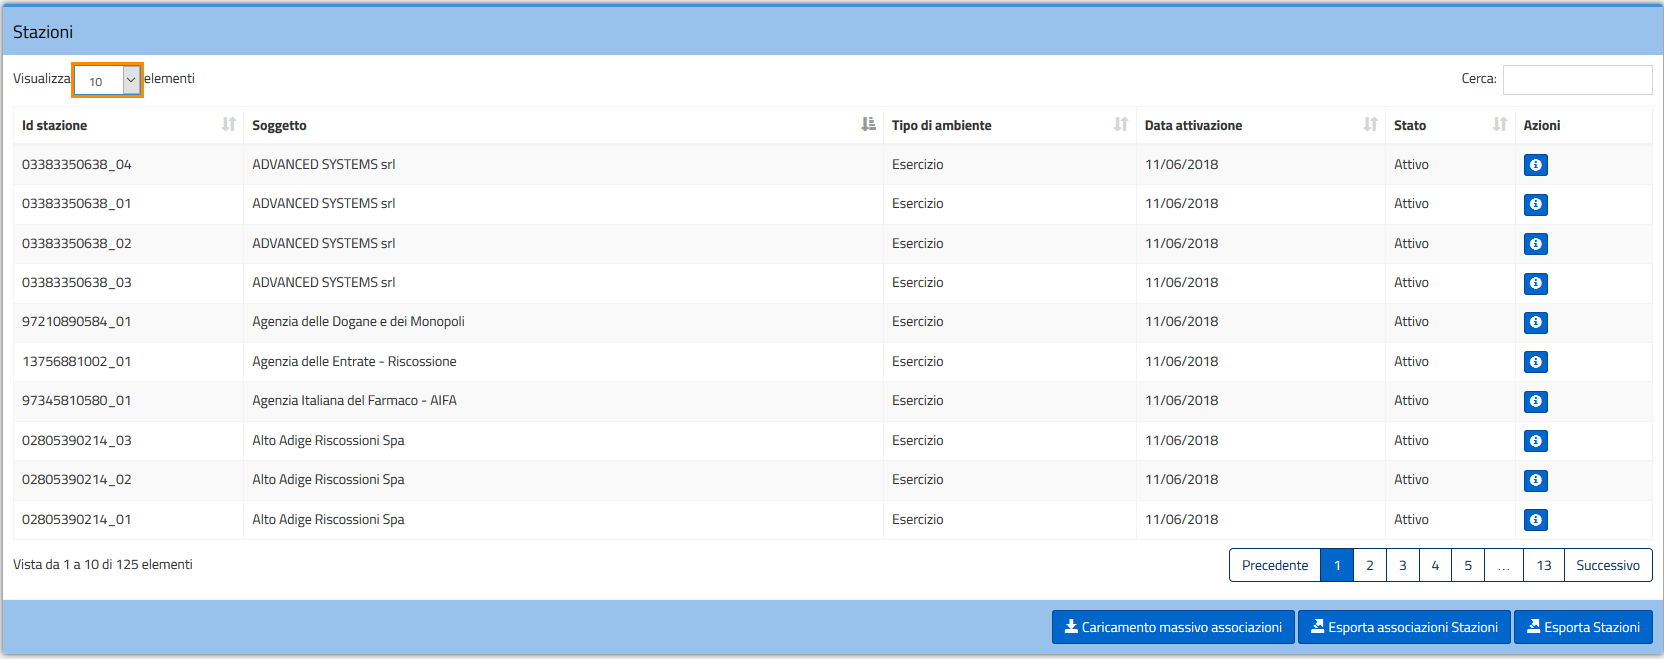 Stazioni
Visualizza 10 elementi Cerca:
Id stazione Soggetto Tipo di ambiente Data attivazione Stato Azioni
03383350638_04 ADVANCED SYSTEMS srl Esercizio 11/06/2018 Attivo
03383350638_01 ADVANCED SYSTEMS srl Esercizio 11/06/2018 Attivo
03383350638_02 ADVANCED SYSTEMS srl Esercizio 11/06/2018 Attivo
03383350638_03 ADVANCED SYSTEMS srl Esercizio 11/06/2018 Attivo
97210890584_01 Agenzia delle Dogane e dei Monopoli Esercizio 11/06/2018 Attivo
13756881002_01 Agenzia delle Entrate - Riscossione Esercizio 11/06/2018 Attivo
97345810580_01 Agenzia Italiana del Farmaco - AIFA Esercizio 11/06/2018 Attivo
02805390214_03 Alto Adige Riscossioni Spa Esercizio 11/06/2018 Attivo
02805390214_02 Alto Adige Riscossioni Spa Esercizio 11/06/2018 Attivo
02805390214_01 Alto Adige Riscossioni Spa Esercizio 11/06/2018 Attivo
Vista da 1 a 10 di 125 elementi Precedente 1 2 3 4 5 ... 13 Successivo
Caricamento massivo associazioni Esporta associazioni Stazioni Esporta Stazioni